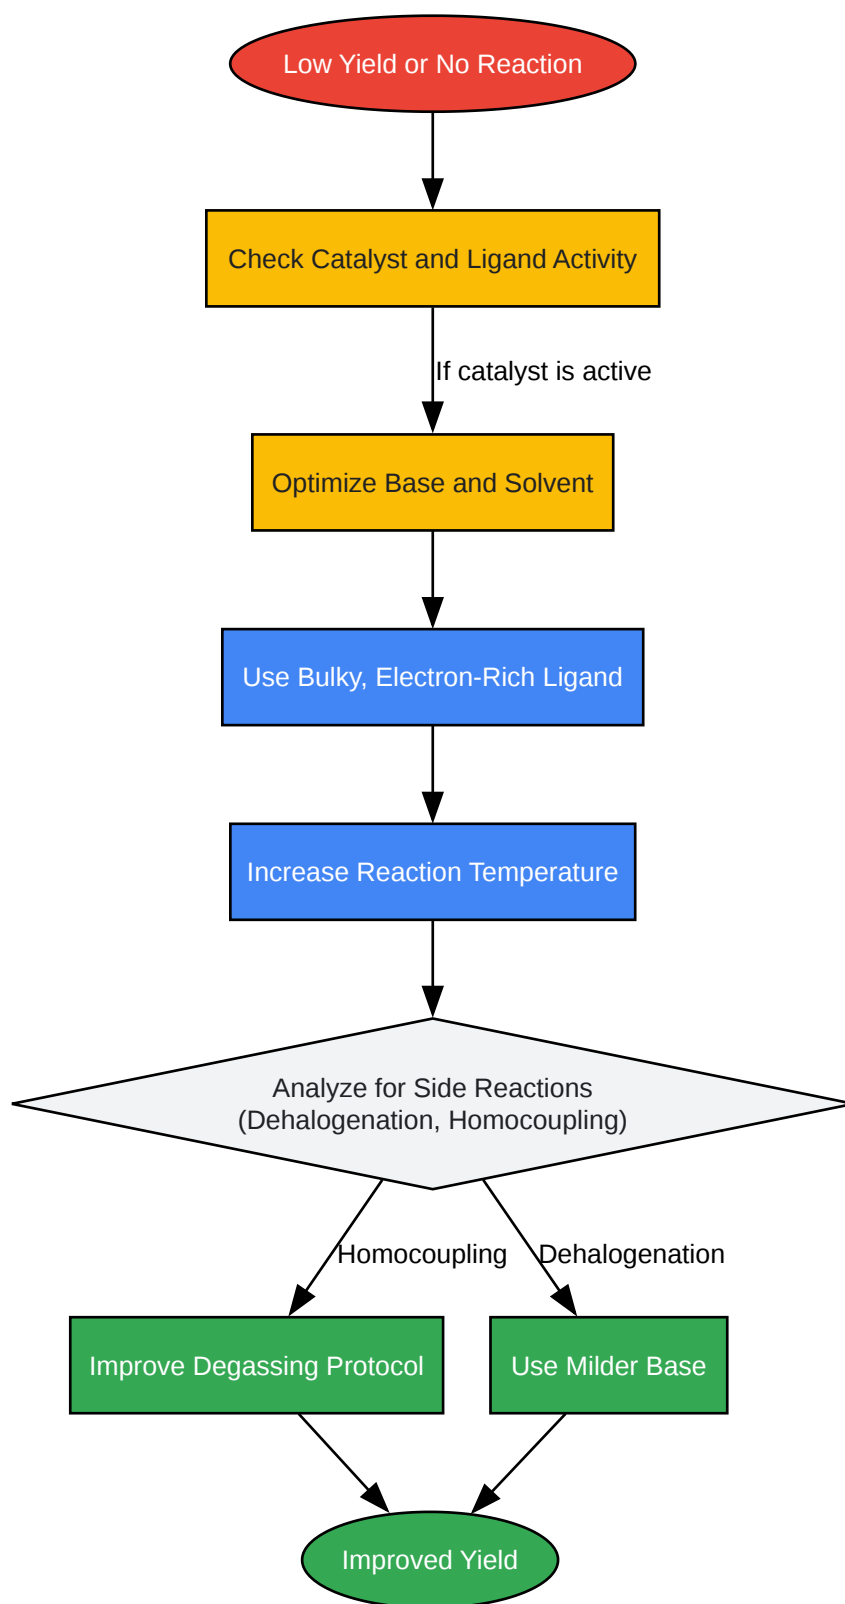 Low Yield or No Reaction
Check Catalyst and Ligand Activity
If catalyst is active
Optimize Base and Solvent
Use Bulky, Electron-Rich Ligand
Increase Reaction Temperature
Analyze for Side Reactions
(Dehalogenation, Homocoupling)
Homocoupling
Dehalogenation
Improve Degassing Protocol
Use Milder Base
Improved Yield